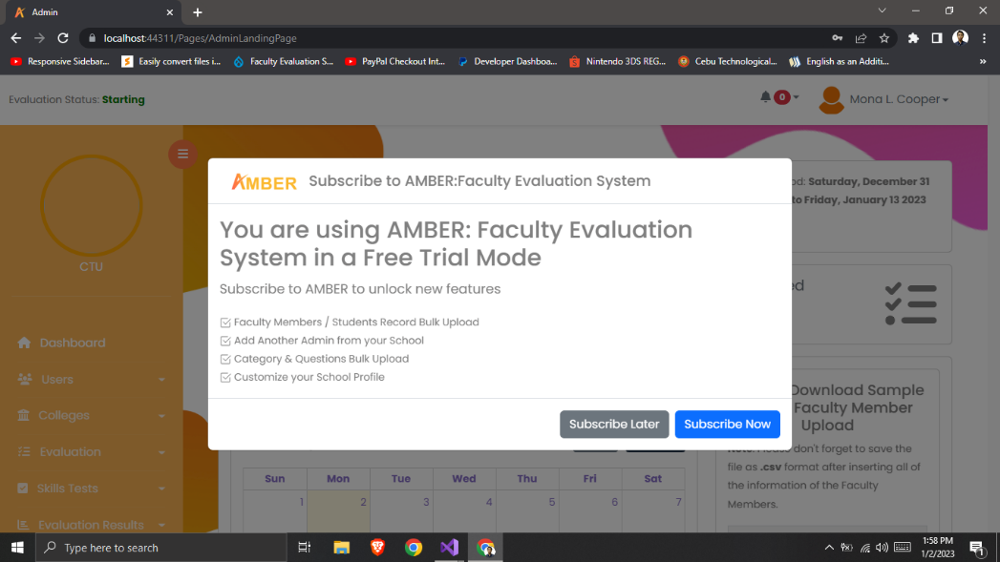 Admin
localhost:44311/Pages/AdminLandingPage
Responsive Sidebar...
Easily convert files i...
Faculty Evaluation S...
PayPal Checkout Int...
Developer Dashboa...
Nintendo 3DS REG...
Cebu Technological...
English as an Additi...
»
Evaluation Status: Starting
0
Mona L. Cooper
CTU
Dashboard
Users
Colleges
Evaluation
Skills Tests
Evaluation Results
AMBER
Subscribe to AMBER:Faculty Evaluation System
You are using AMBER: Faculty Evaluation
System in a Free Trial Mode
Subscribe to AMBER to unlock new features
Faculty Members / Students Record Bulk Upload
Add Another Admin from your School
Category & Questions Bulk Upload
Customize your School Profile
Subscribe Later
Subscribe Now
Saturday, December 31
to Friday, January 13 2023
Download Sample
Faculty Member
Upload
don't forget to save the
file as .csv format after inserting all of
the information of the Faculty
Members.
Sun Mon Tue Wed Thu Fri Sat
1 2 3 4 5 6 7
Type here to search
1:58 PM
1/2/2023
1